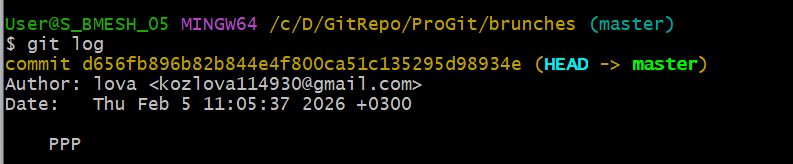 User@S_BMESH_05 MINGW64 /c/D/GitRepo/ProGit/brunches (master)
$ git log
commit d656fb896b82b844e4f800ca51c135295d98934e (HEAD -> master)
Author: lova <kozlova114930@gmail.com>
Date:   Thu Feb 5 11:05:37 2026 +0300
    PPP